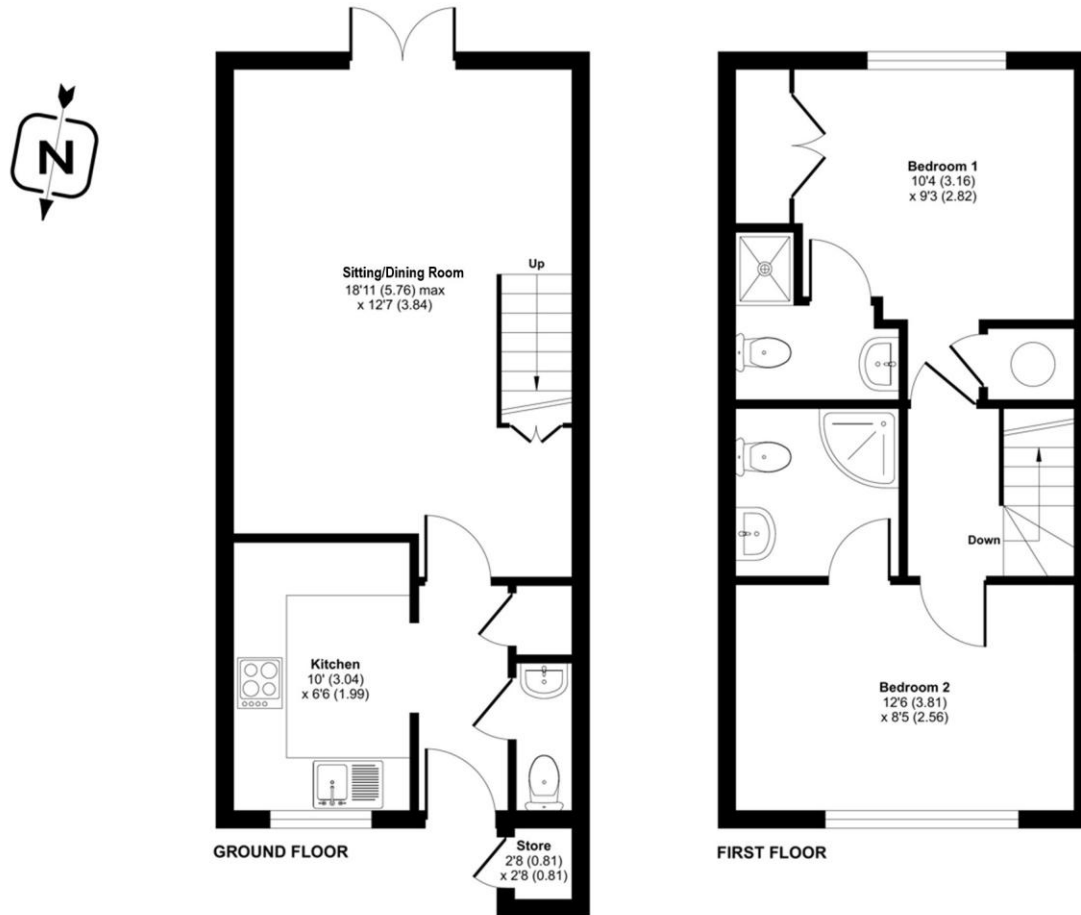 N
Sitting/Dining Room
18'11 (5.76) max
x 12'7 (3.84)
Up
Kitchen
10' (3.04)
x 6'6 (1.99)
Store
2'8 (0.81)
x 2'8 (0.81)
GROUND FLOOR
Bedroom 1
10'4 (3.16)
x 9'3 (2.82)
Down
Bedroom 2
12'6 (3.81)
x 8'5 (2.56)
FIRST FLOOR